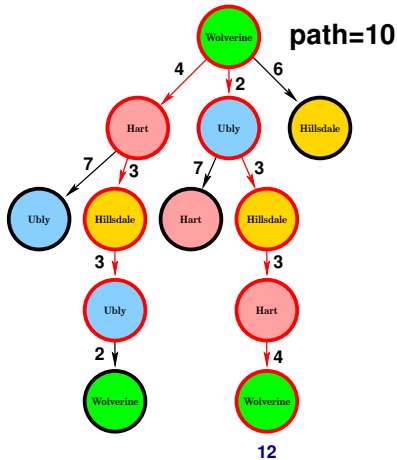 Wolverine
path=10
4
2
6
Hart
Ubly
Hillsdale
7
3
7
3
Ubly
Hillsdale
Hart
Hillsdale
3
3
Ubly
Hart
2
4
Wolverine
Wolverine
12